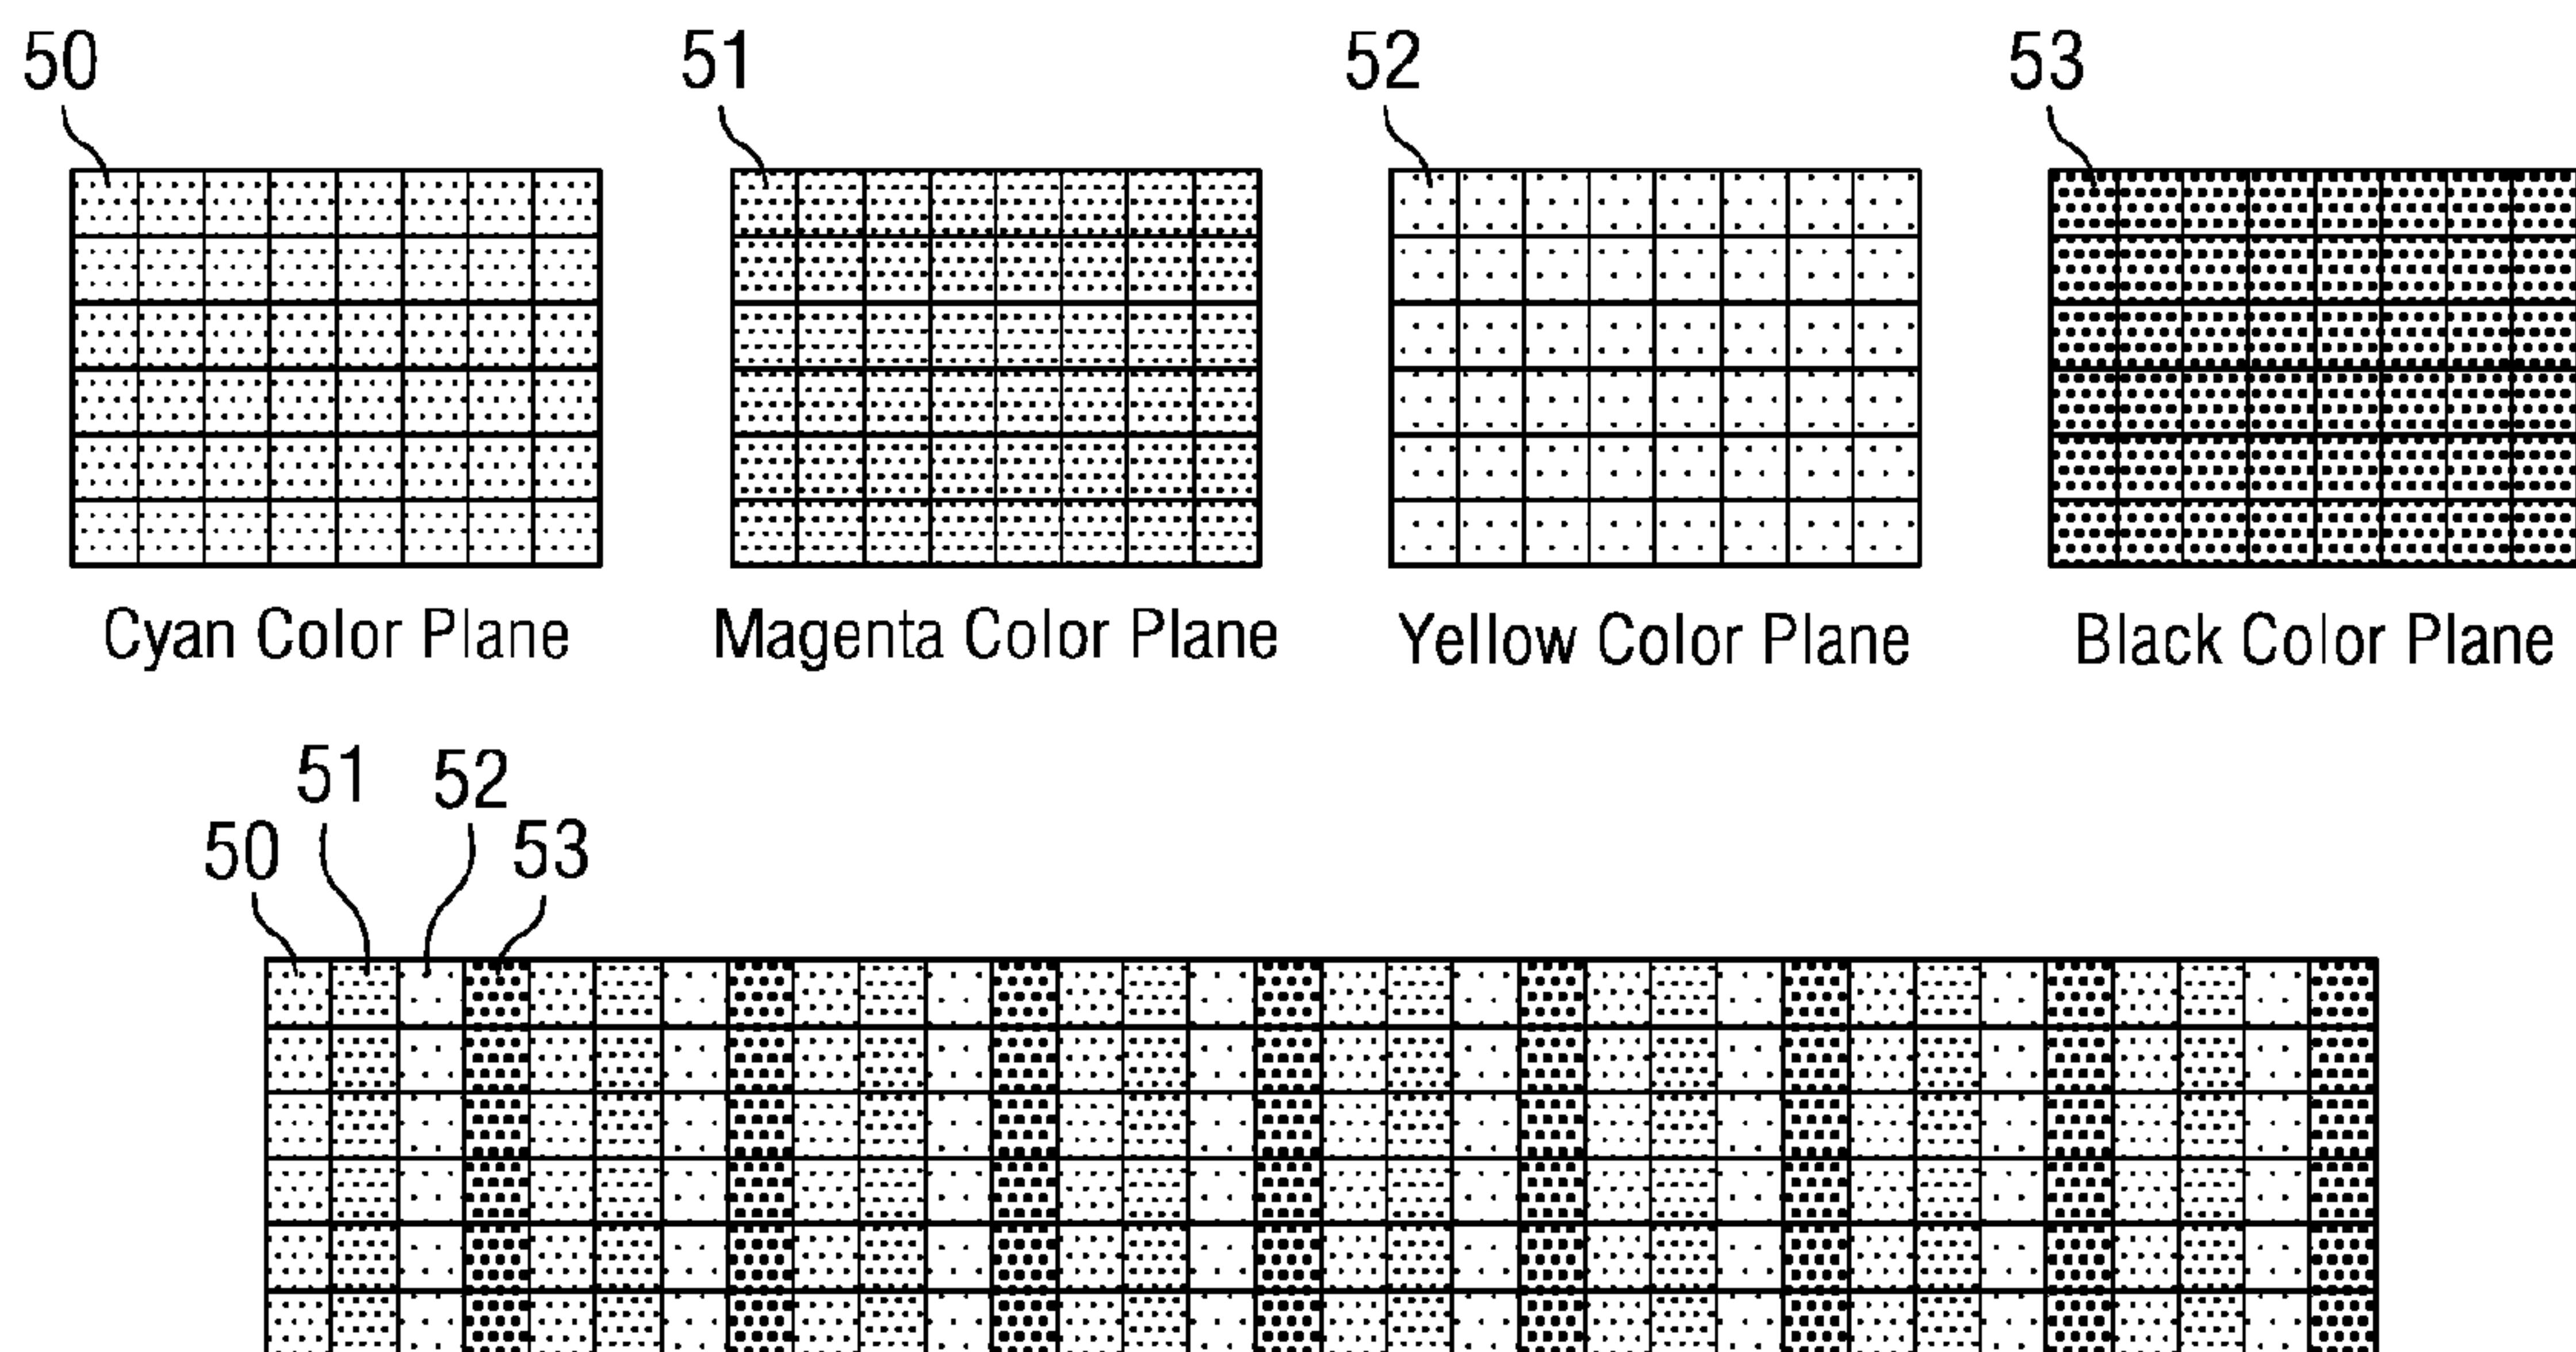 50 51 52 53
Cyan Color Plane Magenta Color Plane Yellow Color Plane Black Color Plane
51 52
50 53